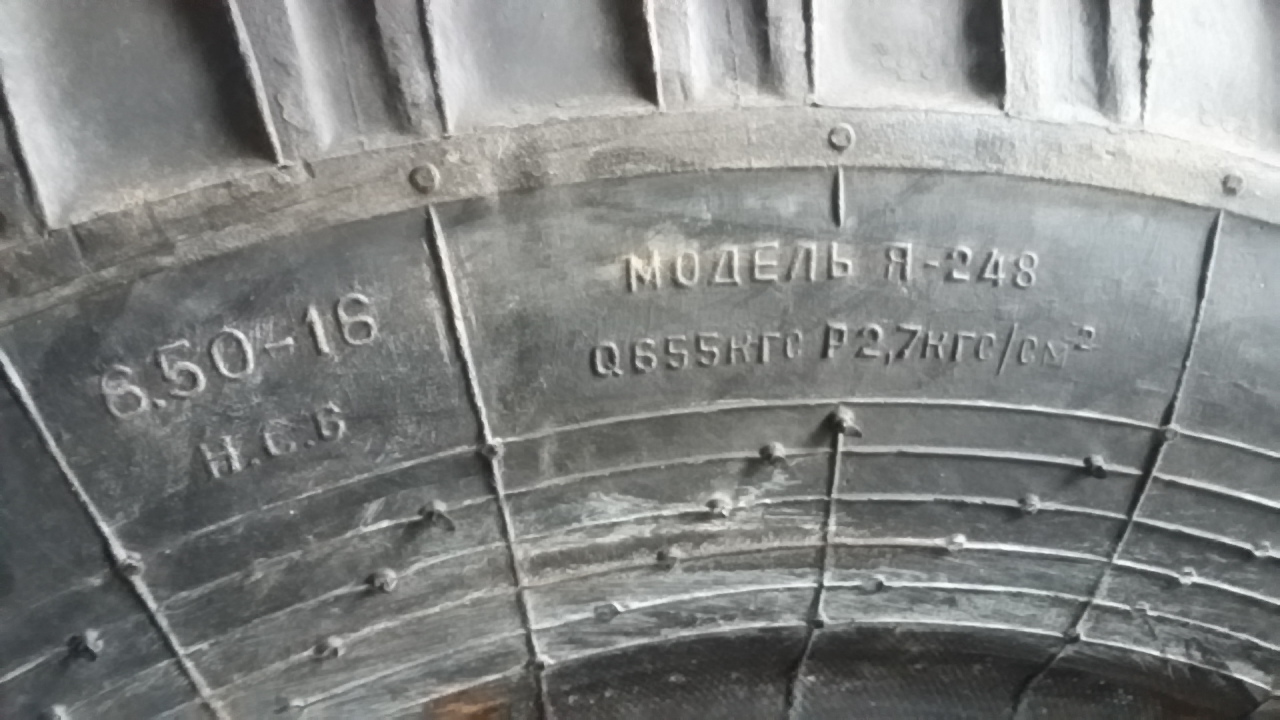 6.50-16
Н.С.6
МОДЕЛЬ Я-248
Q655КГС Р2,7КГС/СМ²